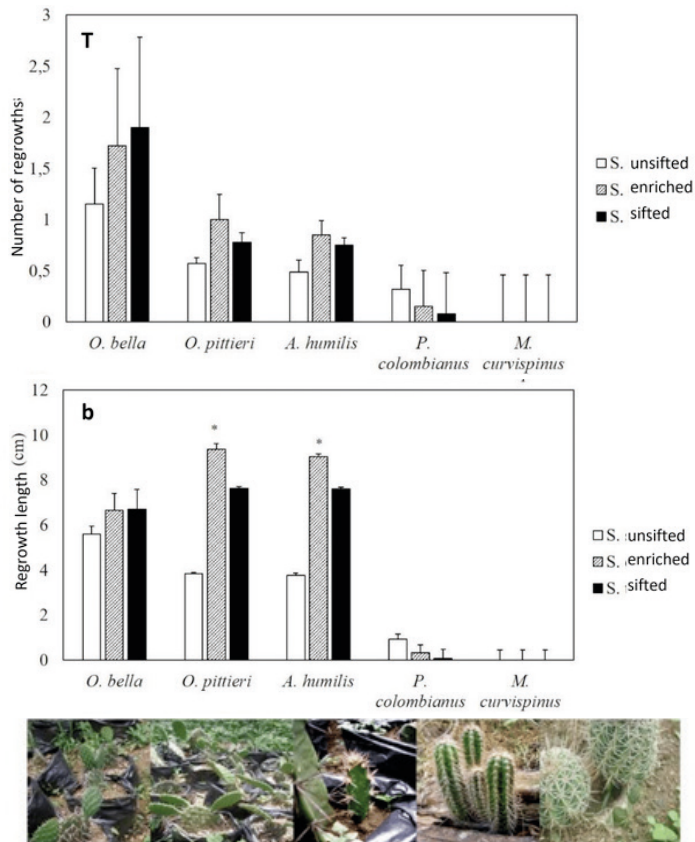 T
3
2,5
2
1,5
1
0,5
0
Number of regrowths
O. bella
O. pittieri
A. humilis
P. colombianus
M. curvispinus
S. unsifted
S. enriched
S. sifted
b
12
10
8
6
4
2
0
Regrowth length (cm)
*
*
O. bella
O. pittieri
A. humilis
P. colombianus
M. curvispinus
S. unsifted
S. enriched
S. sifted